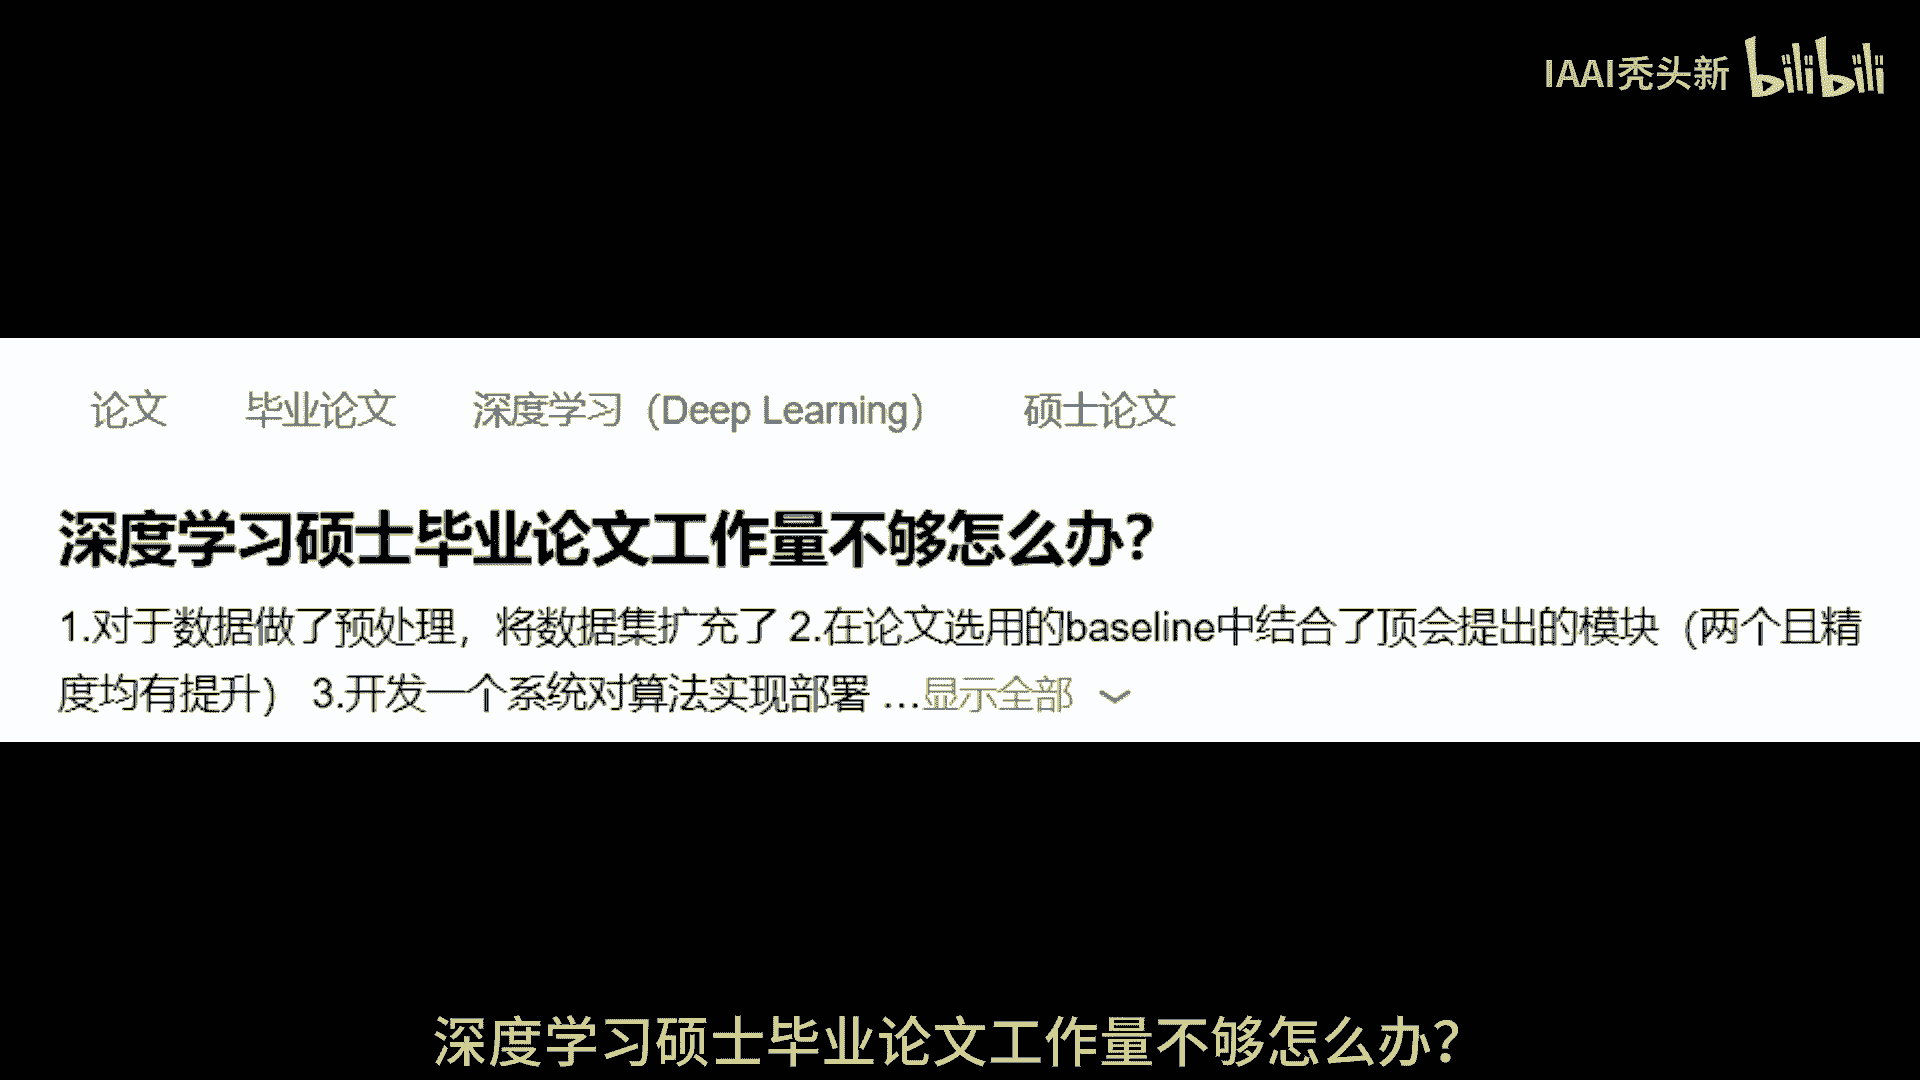 IAAI秃头新 bilibili
论文 毕业论文 深度学习（Deep Learning） 硕士论文
深度学习硕士毕业论文工作量不够怎么办？
1.对于数据做了预处理，将数据集扩充了 2.在论文选用的baseline中结合了顶会提出的模块（两个且精
度均有提升） 3.开发一个系统对算法实现部署 …显示全部
深度学习硕士毕业论文工作量不够怎么办？